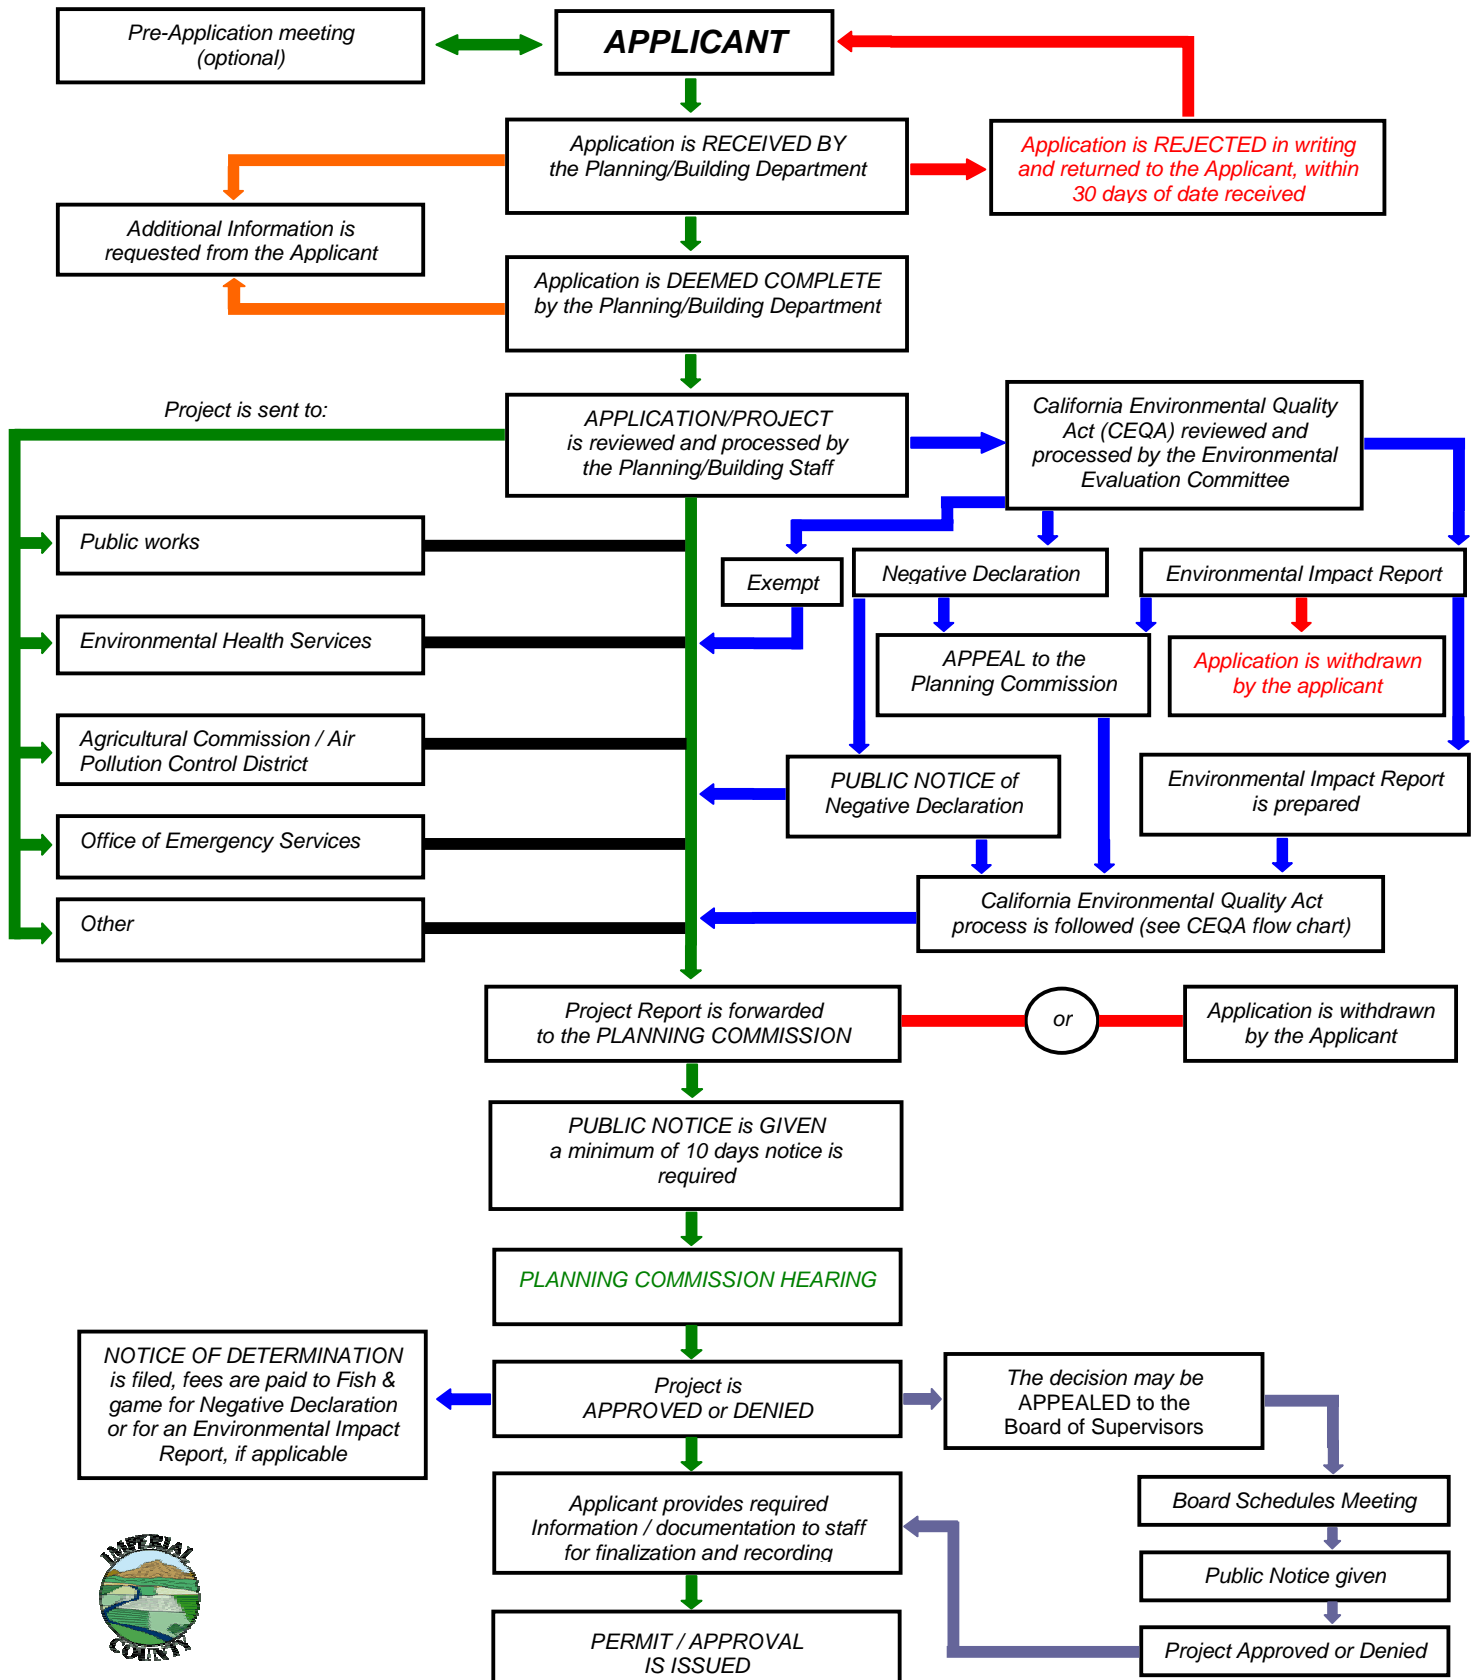 Pre-Application meeting
(optional)
APPLICANT
Application is RECEIVED BY
the Planning/Building Department
Application is REJECTED in writing
and returned to the Applicant, within
30 days of date received
Additional Information is
requested from the Applicant
Application is DEEMED COMPLETE
by the Planning/Building Department
Project is sent to:
APPLICATION/PROJECT
is reviewed and processed by
the Planning/Building Staff
California Environmental Quality
Act (CEQA) reviewed and
processed by the Environmental
Evaluation Committee
Public works
Exempt
Negative Declaration
Environmental Impact Report
Environmental Health Services
APPEAL to the
Planning Commission
Application is withdrawn
by the applicant
Agricultural Commission / Air
Pollution Control District
PUBLIC NOTICE of
Negative Declaration
Environmental Impact Report
is prepared
Office of Emergency Services
Other
California Environmental Quality Act
process is followed (see CEQA flow chart)
Project Report is forwarded
to the PLANNING COMMISSION
or
Application is withdrawn
by the Applicant
PUBLIC NOTICE is GIVEN
a minimum of 10 days notice is
required
PLANNING COMMISSION HEARING
NOTICE OF DETERMINATION
is filed, fees are paid to Fish &
game for Negative Declaration
or for an Environmental Impact
Report, if applicable
Project is
APPROVED or DENIED
The decision may be
APPEALED to the
Board of Supervisors
Applicant provides required
Information / documentation to staff
for finalization and recording
Board Schedules Meeting
Public Notice given
Project Approved or Denied
PERMIT / APPROVAL
IS ISSUED
IMPERIAL
COUNTY